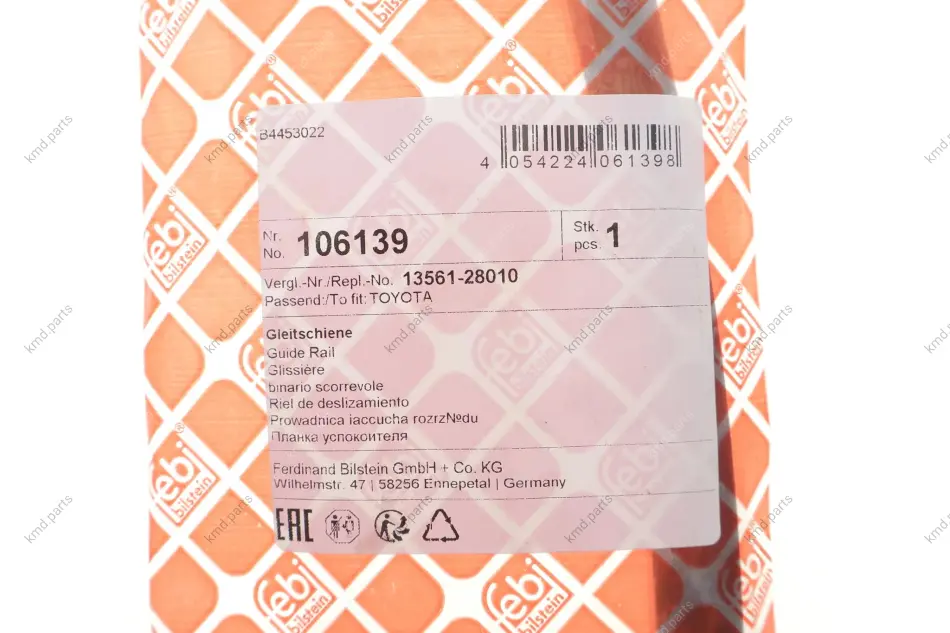 B4453022
4 054224 061398
Nr.
No. 106139
Stk.
pcs. 1
Vergl.-Nr./Repl.-No. 13561-28010
Passend:/To fit: TOYOTA
Gleitschiene
Guide Rail
Glissière
binario scorrevole
Riel de deslizamiento
Prowadnica iaccucha rozrz№du
Планка успокоителя
Ferdinand Bilstein GmbH + Co. KG
Wilhelmstr. 47 | 58256 Ennepetal | Germany
EAC
febi
bilstein
kmd.parts